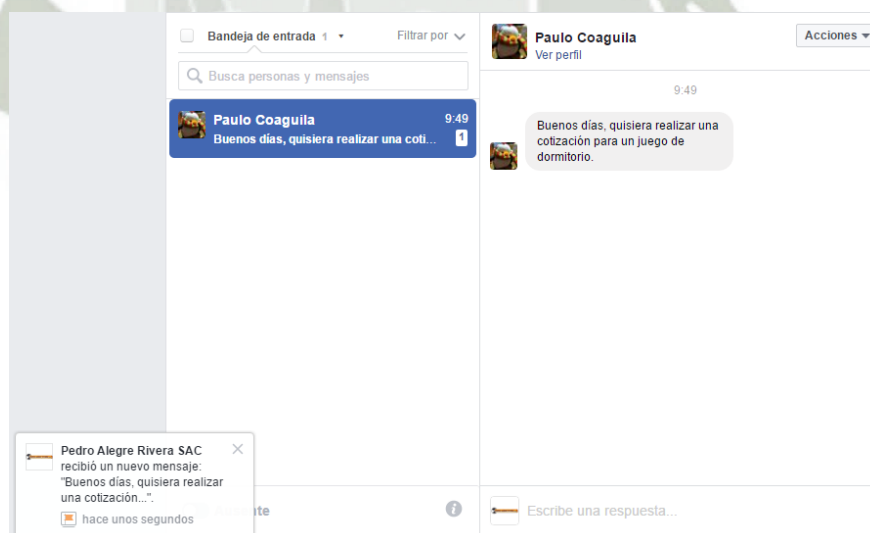 Bandeja de entrada 1
Filtrar por
Busca personas y mensajes
Paulo Coaguila 9:49
Buenos días, quisiera realizar una coti... 1
Paulo Coaguila
Ver perfil
Acciones
9:49
Buenos días, quisiera realizar una
cotización para un juego de
dormitorio.
Escribe una respuesta...
Pedro Alegre Rivera SAC
recibió un nuevo mensaje:
"Buenos días, quisiera realizar
una cotización...".
hace unos segundos